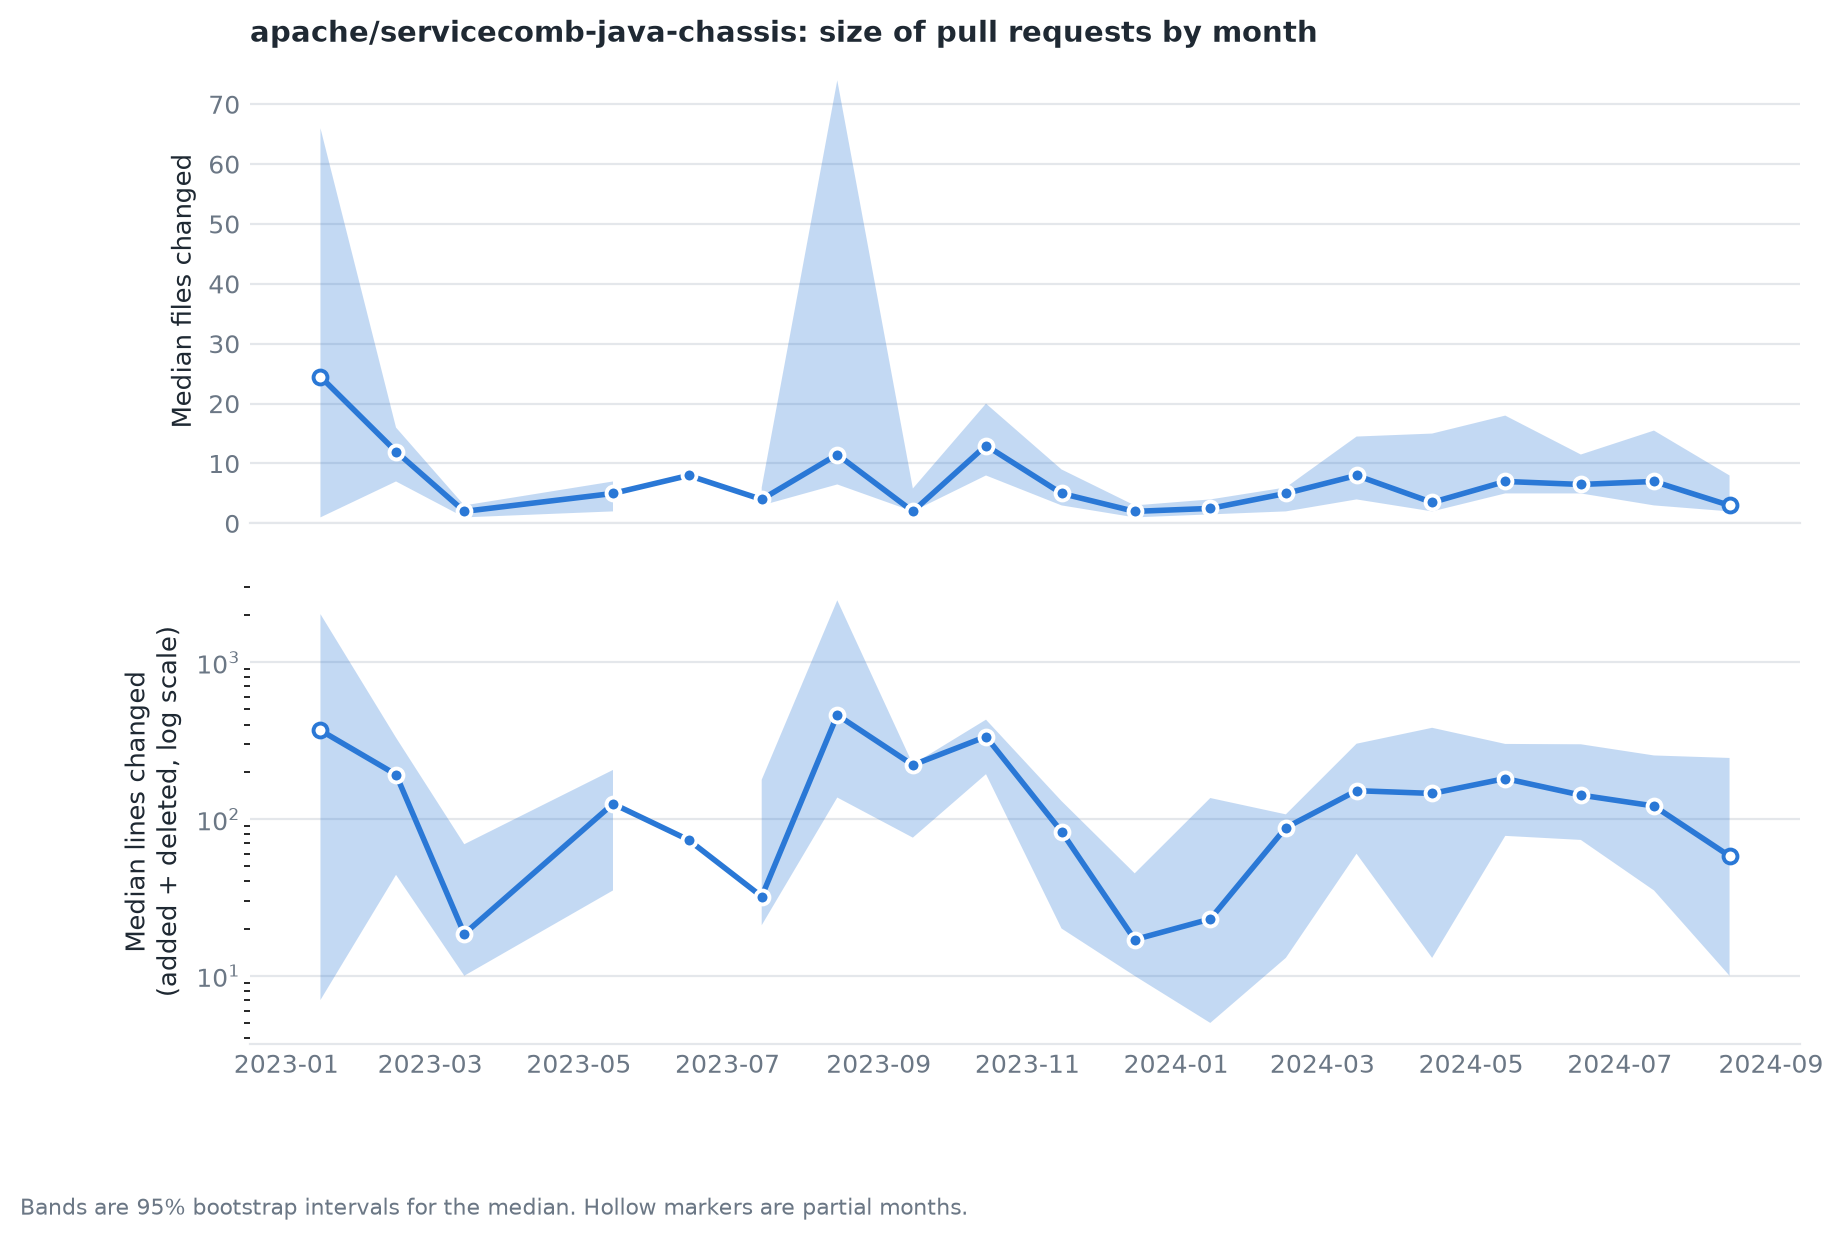 apache/servicecomb-java-chassis: size of pull requests by month
Median files changed
70
60
50
40
30
20
10
0
Median lines changed
(added + deleted, log scale)
10³
10²
10¹
2023-01 2023-03 2023-05 2023-07 2023-09 2023-11 2024-01 2024-03 2024-05 2024-07 2024-09
Bands are 95% bootstrap intervals for the median. Hollow markers are partial months.